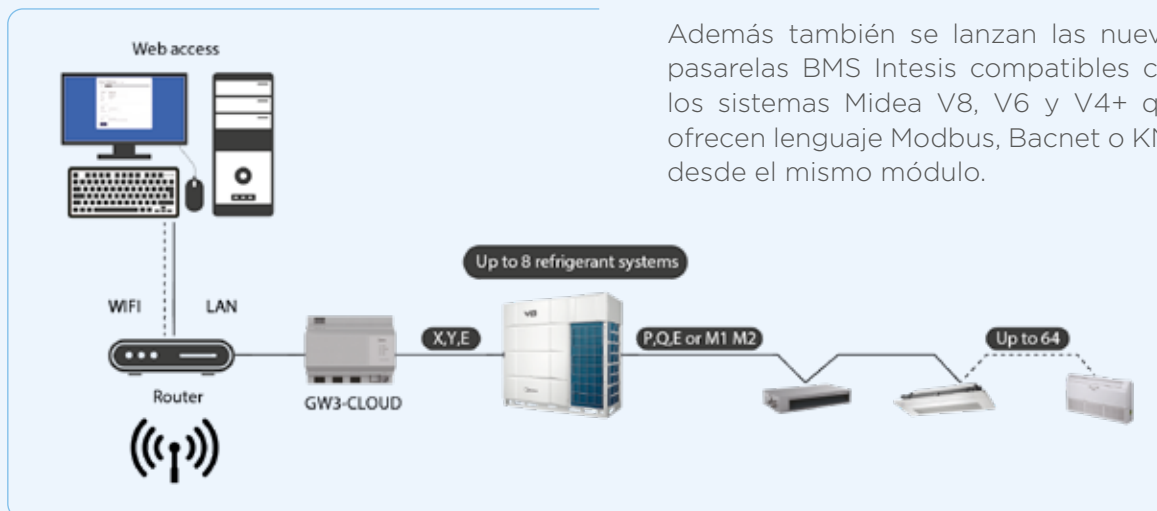 Además también se lanzan las nuev
pasarelas BMS Intesis compatibles c
los sistemas Midea V8, V6 y V4+ q
ofrecen lenguaje Modbus, Bacnet o KN
desde el mismo módulo.
Web access
Up to 8 refrigerant systems
WIFI
LAN
V8
X,Y,E
P,Q,E or M1 M2
Up to 64
Router
GW3-CLOUD